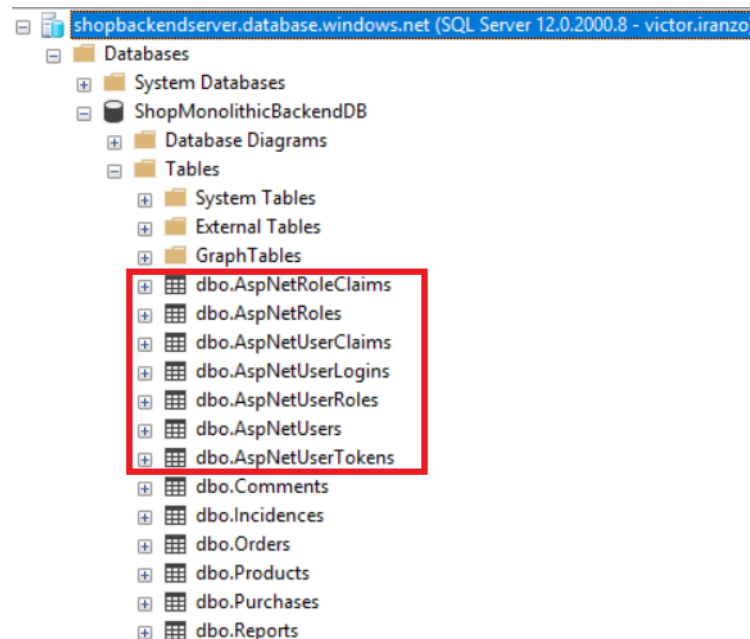 shopbackendserver.database.windows.net (SQL Server 12.0.2000.8 - victor.iranzo)
Databases
System Databases
ShopMonolithicBackendDB
Database Diagrams
Tables
System Tables
External Tables
GraphTables
dbo.AspNetRoleClaims
dbo.AspNetRoles
dbo.AspNetUserClaims
dbo.AspNetUserLogins
dbo.AspNetUserRoles
dbo.AspNetUsers
dbo.AspNetUserTokens
dbo.Comments
dbo.Incidences
dbo.Orders
dbo.Products
dbo.Purchases
dbo.Reports